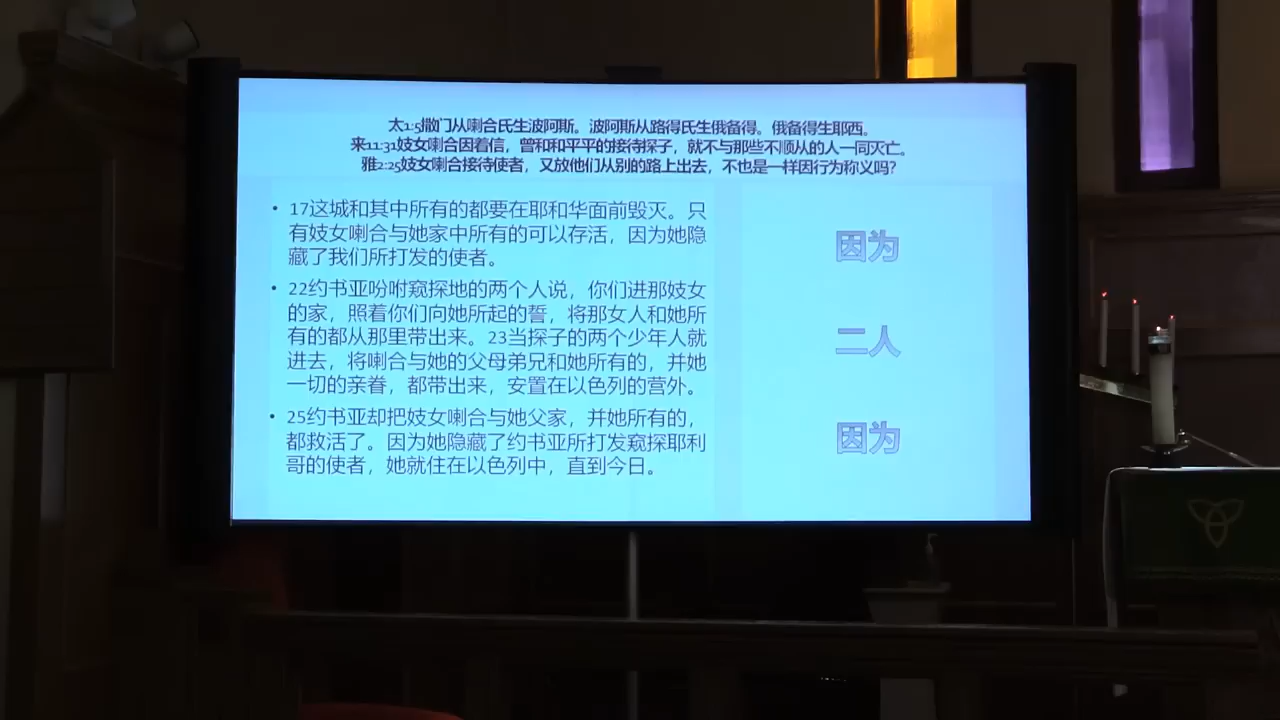 太1:5撒门从喇合氏生波阿斯。波阿斯从路得氏生俄备得。俄备得生耶西。
来11:31妓女喇合因着信，曾和和平平的接待探子，就不与那些不顺从的人一同灭亡。
雅2:25妓女喇合接待使者，又放他们从别的路上出去，不也是一样因行为称义吗？
• 17这城和其中所有的都要在耶和华面前毁灭。只
有妓女喇合与她家中所有的可以存活，因为她隐
藏了我们所打发的使者。
• 22约书亚吩咐窥探地的两个人说，你们进那妓女
的家，照着你们向她所起的誓，将那女人和她所
有的都从那里带出来。23当探子的两个少年人就
进去，将喇合与她的父母弟兄和她所有的，并她
一切的亲眷，都带出来，安置在以色列的营外。
• 25约书亚却把妓女喇合与她父家，并她所有的，
都救活了。因为她隐藏了约书亚所打发窥探耶利
哥的使者，她就住在以色列中，直到今日。
因为
二人
因为